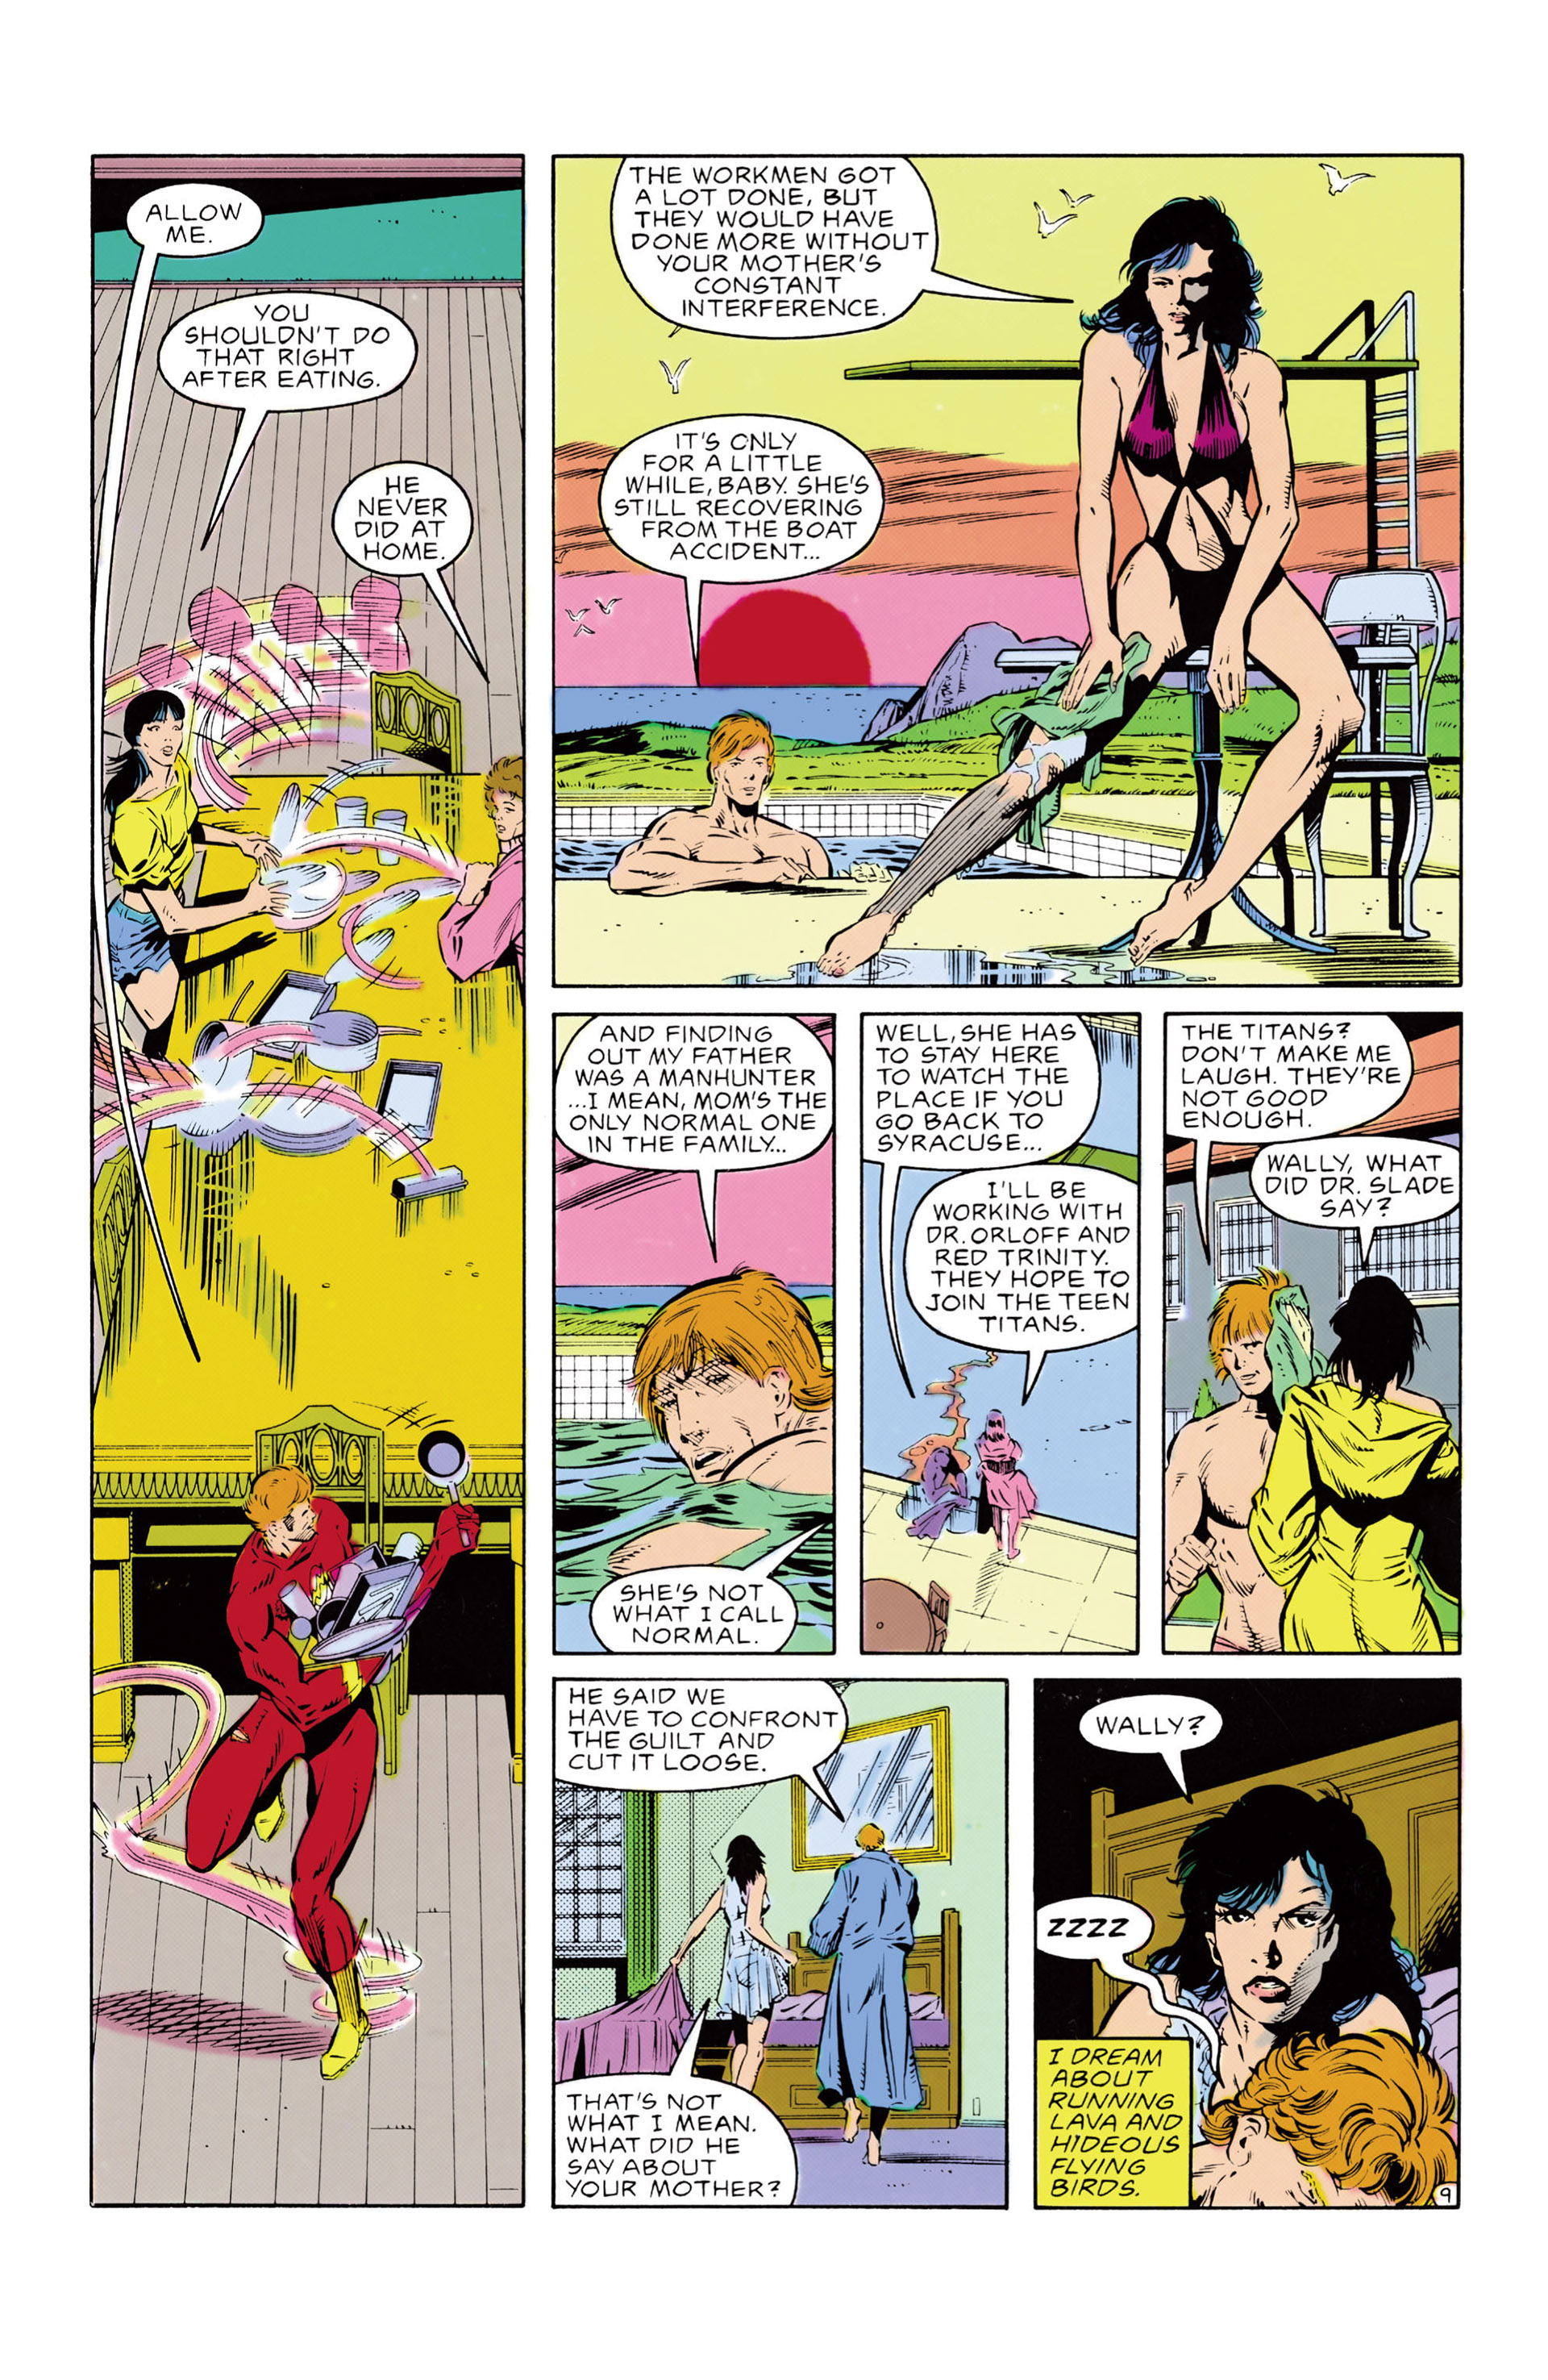 ALLOW
ME.
YOU
SHOULDN'T DO
THAT RIGHT
AFTER EATING.
HE
NEVER
DID AT
HOME.
THE WORKMEN GOT
A LOT DONE, BUT
THEY WOULD HAVE
DONE MORE WITHOUT
YOUR MOTHER'S
CONSTANT
INTERFERENCE.
IT'S ONLY
FOR A LITTLE
WHILE, BABY. SHE'S
STILL RECOVERING
FROM THE BOAT
ACCIDENT...
AND FINDING
OUT MY FATHER
WAS A MANHUNTER
...I MEAN, MOM'S THE
ONLY NORMAL ONE
IN THE FAMILY...
SHE'S NOT
WHAT I CALL
NORMAL.
WELL, SHE HAS
TO STAY HERE
TO WATCH THE
PLACE IF YOU
GO BACK TO
SYRACUSE...
I'LL BE
WORKING WITH
DR. ORLOFF AND
RED TRINITY.
THEY HOPE TO
JOIN THE TEEN
TITANS.
THE TITANS?
DON'T MAKE ME
LAUGH. THEY'RE
NOT GOOD
ENOUGH.
WALLY, WHAT
DID DR. SLADE
SAY?
HE SAID WE
HAVE TO CONFRONT
THE GUILT AND
CUT IT LOOSE.
THAT'S NOT
WHAT I MEAN.
WHAT DID HE
SAY ABOUT
YOUR MOTHER?
WALLY?
ZZZZ
I DREAM
ABOUT
RUNNING
LAVA AND
HIDEOUS
FLYING
BIRDS.
9